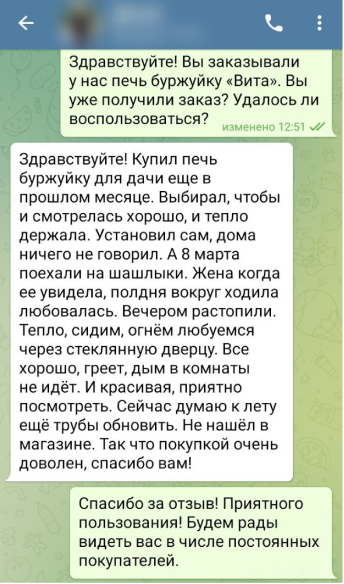 Здравствуйте! Вы заказывали
у нас печь буржуйку «Вита». Вы
уже получили заказ? Удалось ли
воспользоваться?
изменено 12:51
Здравствуйте! Купил печь
буржуйку для дачи еще в
прошлом месяце. Выбирал, чтобы
и смотрелась хорошо, и тепло
держала. Установил сам, дома
ничего не говорил. А 8 марта
поехали на шашлыки. Жена когда
ее увидела, полдня вокруг ходила
любовалась. Вечером растопили.
Тепло, сидим, огнём любуемся
через стеклянную дверцу. Все
хорошо, греет, дым в комнаты
не идёт. И красивая, приятно
посмотреть. Сейчас думаю к лету
ещё трубы обновить. Не нашёл в
магазине. Так что покупкой очень
доволен, спасибо вам!
Спасибо за отзыв! Приятного
пользования! Будем рады
видеть вас в числе постоянных
покупателей.